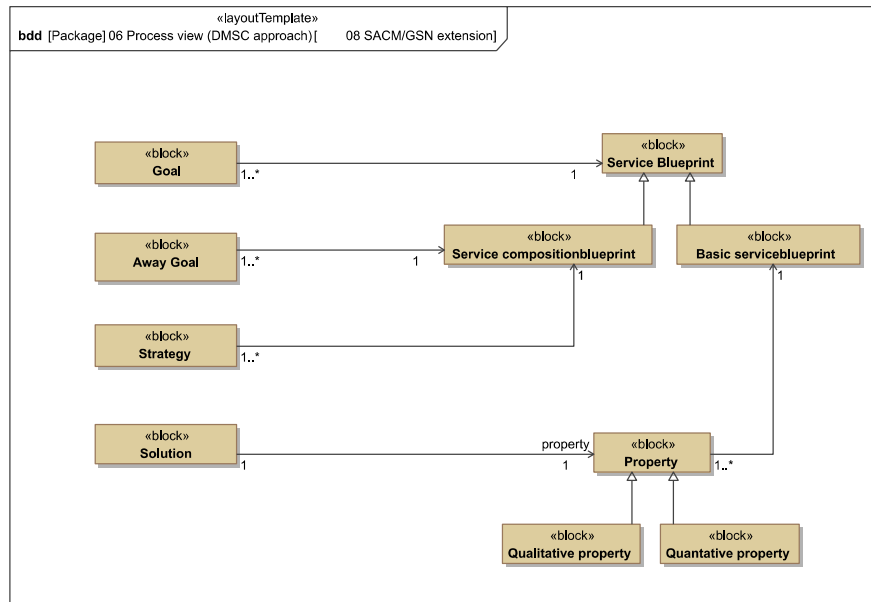 «layoutTemplate»
bdd [Package] 06 Process view (DMSC approach) [ 08 SACM/GSN extension]
«block»
Goal
1..*
1
«block»
Service Blueprint
«block»
Away Goal
1..*
1
«block»
Service compositionblueprint
1
«block»
Basic serviceblueprint
1
«block»
Strategy
1..*
«block»
Solution
1
property
1
«block»
Property
1..*
«block»
Qualitative property
«block»
Quantative property